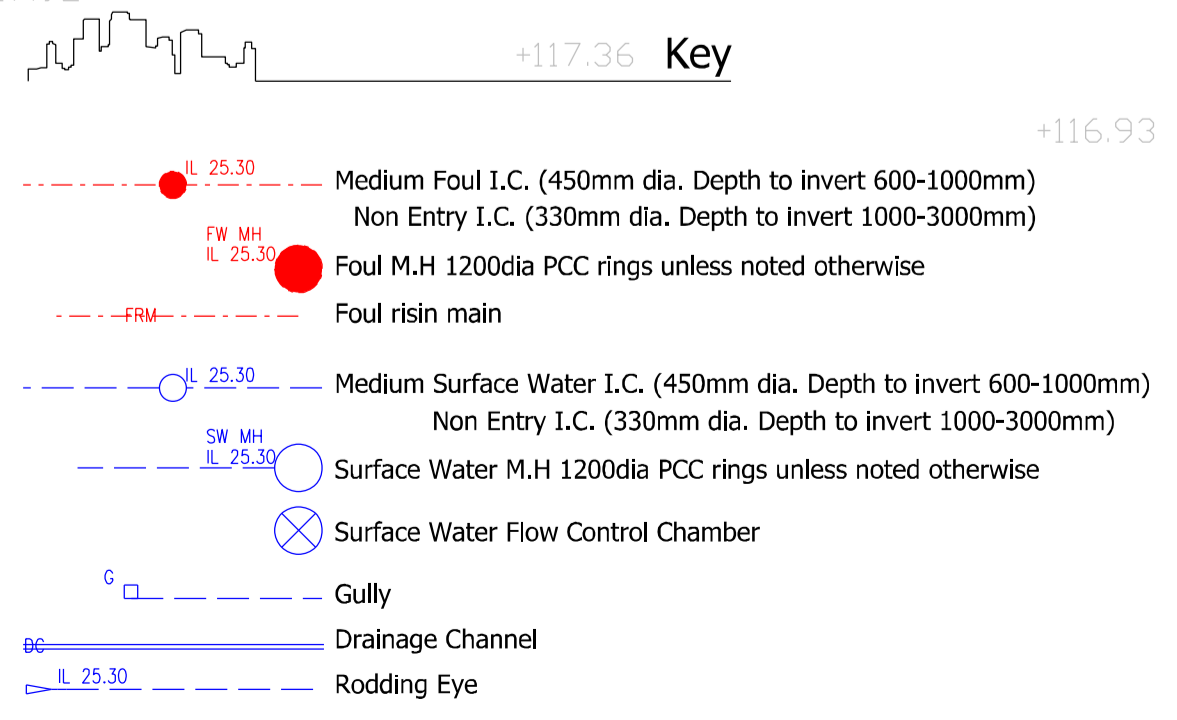 +117.36 Key
+116.93
IL 25.30
Medium Foul I.C. (450mm dia. Depth to invert 600-1000mm)
Non Entry I.C. (330mm dia. Depth to invert 1000-3000mm)
FW MH
IL 25.30
Foul M.H 1200dia PCC rings unless noted otherwise
FRM Foul risin main
IL 25.30
Medium Surface Water I.C. (450mm dia. Depth to invert 600-1000mm)
Non Entry I.C. (330mm dia. Depth to invert 1000-3000mm)
SW MH
IL 25.30
Surface Water M.H 1200dia PCC rings unless noted otherwise
Surface Water Flow Control Chamber
G
Gully
DC Drainage Channel
IL 25.30
Rodding Eye